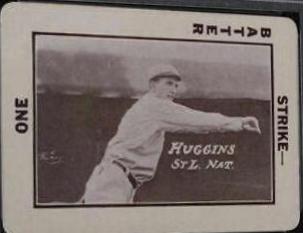 BATTER
STRIKE—
ONE
HUGGINS
ST L. NAT.